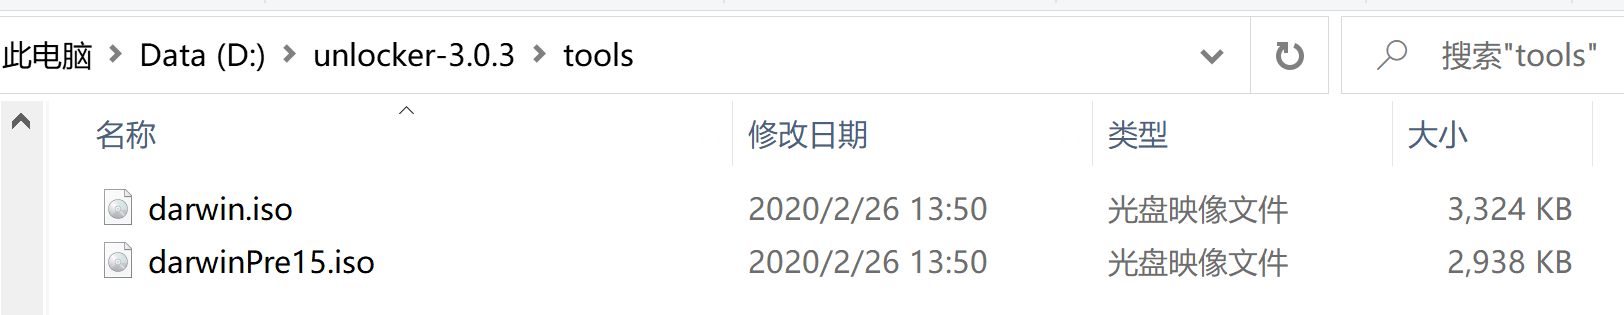 此电脑 > Data (D:) > unlocker-3.0.3 > tools 搜索"tools"
名称 修改日期 类型 大小
darwin.iso 2020/2/26 13:50 光盘映像文件 3,324 KB
darwinPre15.iso 2020/2/26 13:50 光盘映像文件 2,938 KB